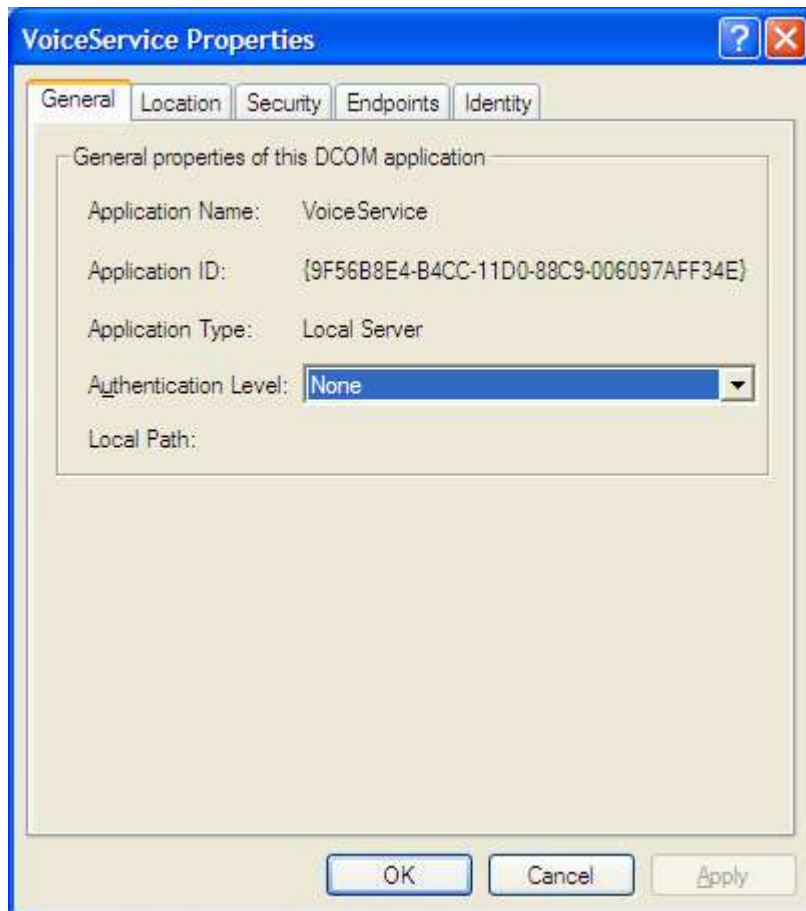 VoiceService Properties
General Location Security Endpoints Identity
General properties of this DCOM application
Application Name: VoiceService
Application ID: {9F56B8E4-B4CC-11D0-88C9-006097AFF34E}
Application Type: Local Server
Authentication Level: None
Local Path:
OK Cancel Apply